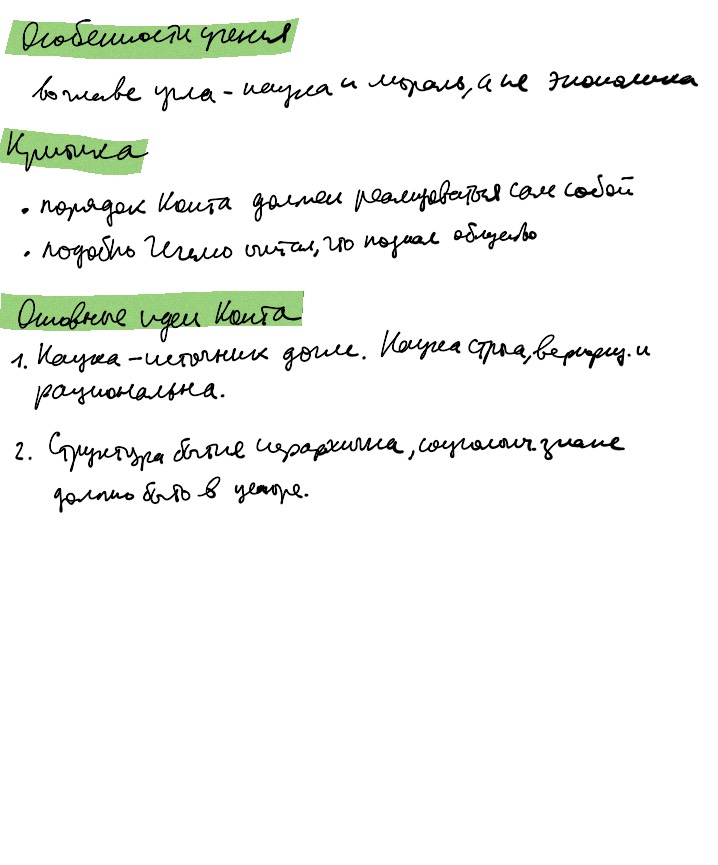 Особенности учения
во главе угла - наука и мораль, а не экономика
Критика
• порядок Конта должен реализоваться сам собой
• подобно Гегелю считал, что познал общество
Основные идеи Конта
1. Наука - источник догм. Наука строга, верифиц. и
рациональна.
2. Структура бытие иерархична, социологич знание
должно быть в центре.